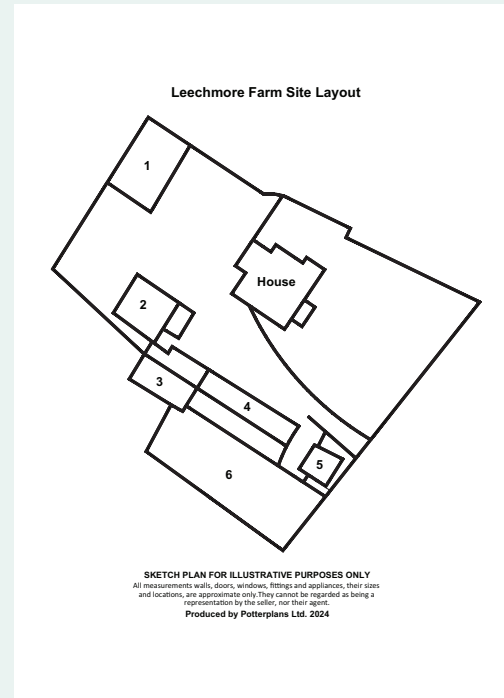 Leechmore Farm Site Layout
1
House
2
3
4
5
6
SKETCH PLAN FOR ILLUSTRATIVE PURPOSES ONLY
All measurements walls, doors, windows, fittings and appliances, their sizes
and locations, are approximate only.They cannot be regarded as being a
representation by the seller, nor their agent.
Produced by Potterplans Ltd. 2024